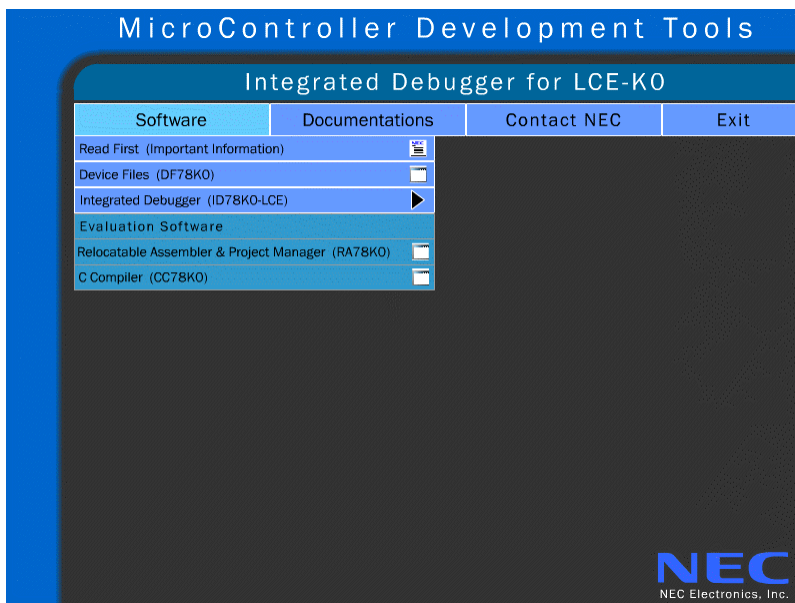 MicroController Development Tools
Integrated Debugger for LCE-K0
Software Documentations Contact NEC Exit
Read First (Important Information)
Device Files (DF78K0)
Integrated Debugger (ID78K0-LCE)
Evaluation Software
Relocatable Assembler & Project Manager (RA78K0)
C Compiler (CC78K0)
NEC
NEC Electronics, Inc.